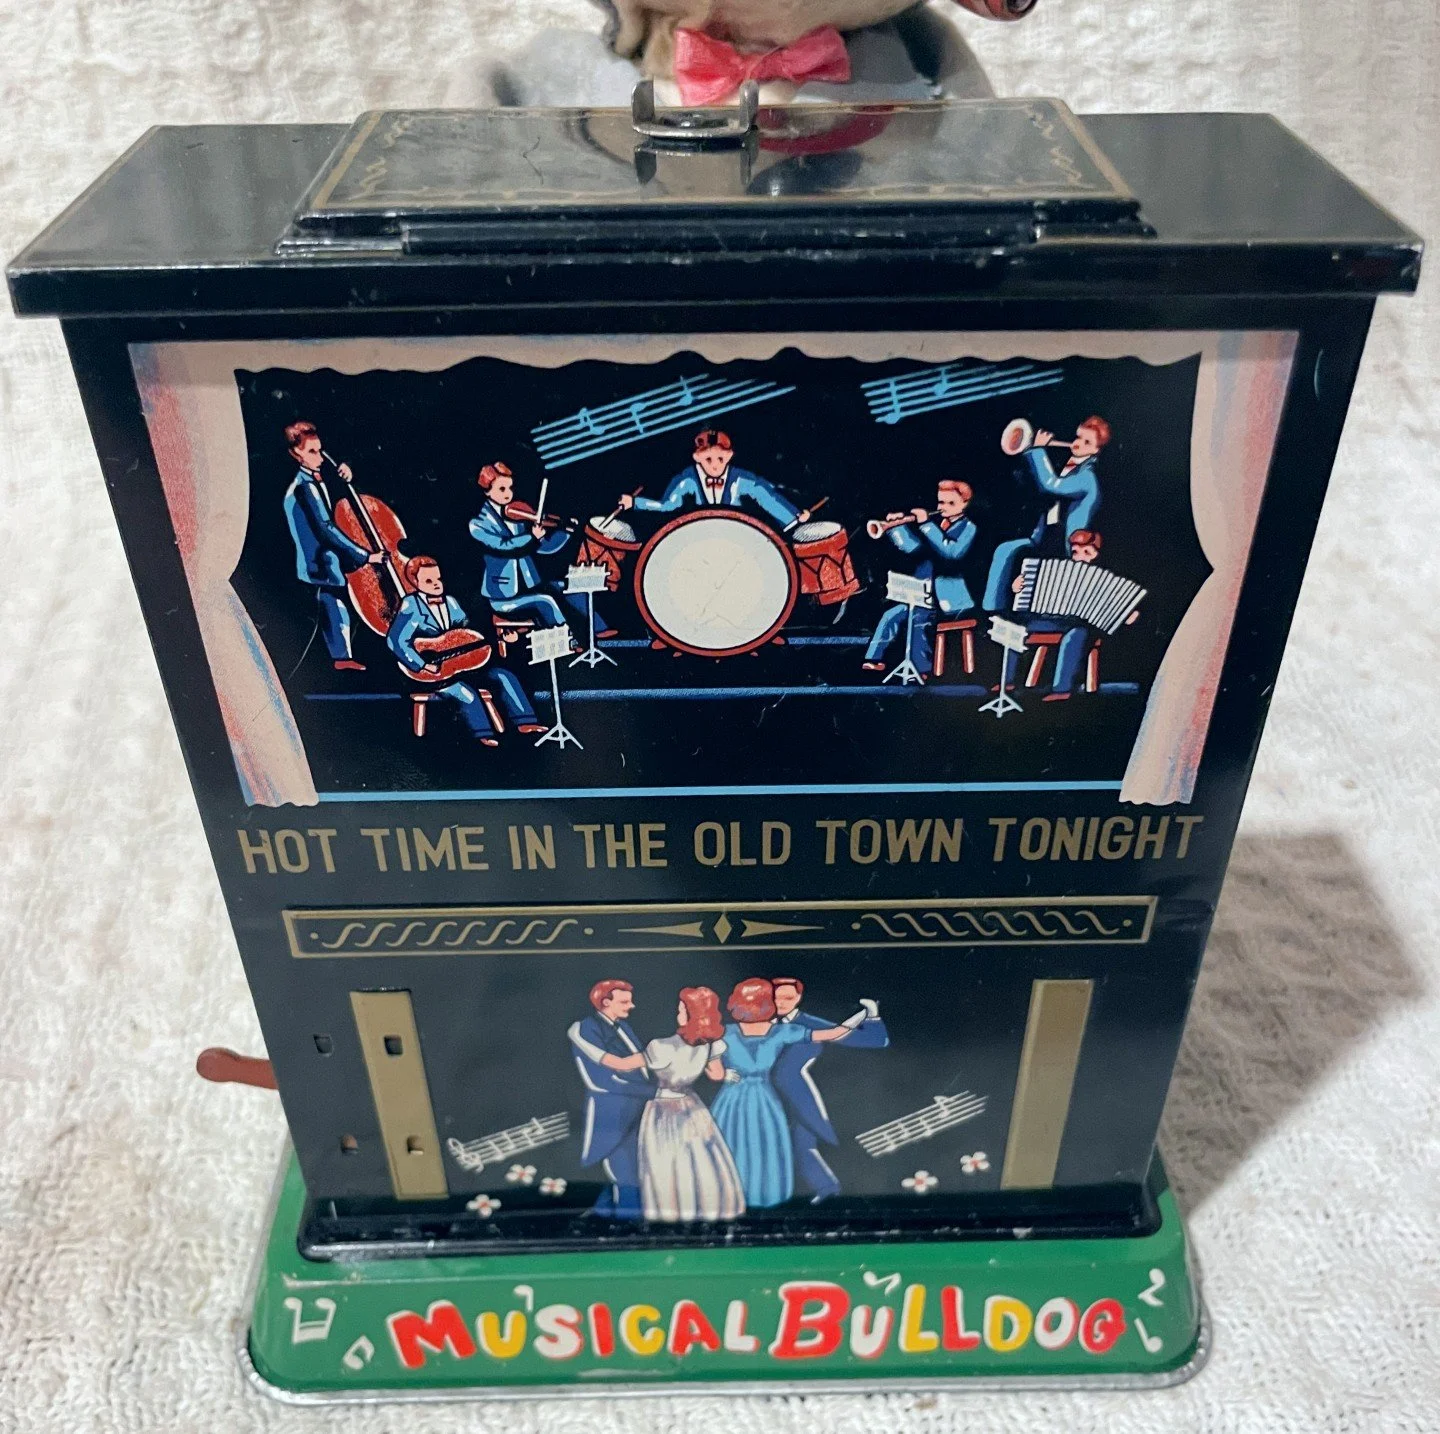 HOT TIME IN THE OLD TOWN TONIGHT
MUSICAL BULLDOG